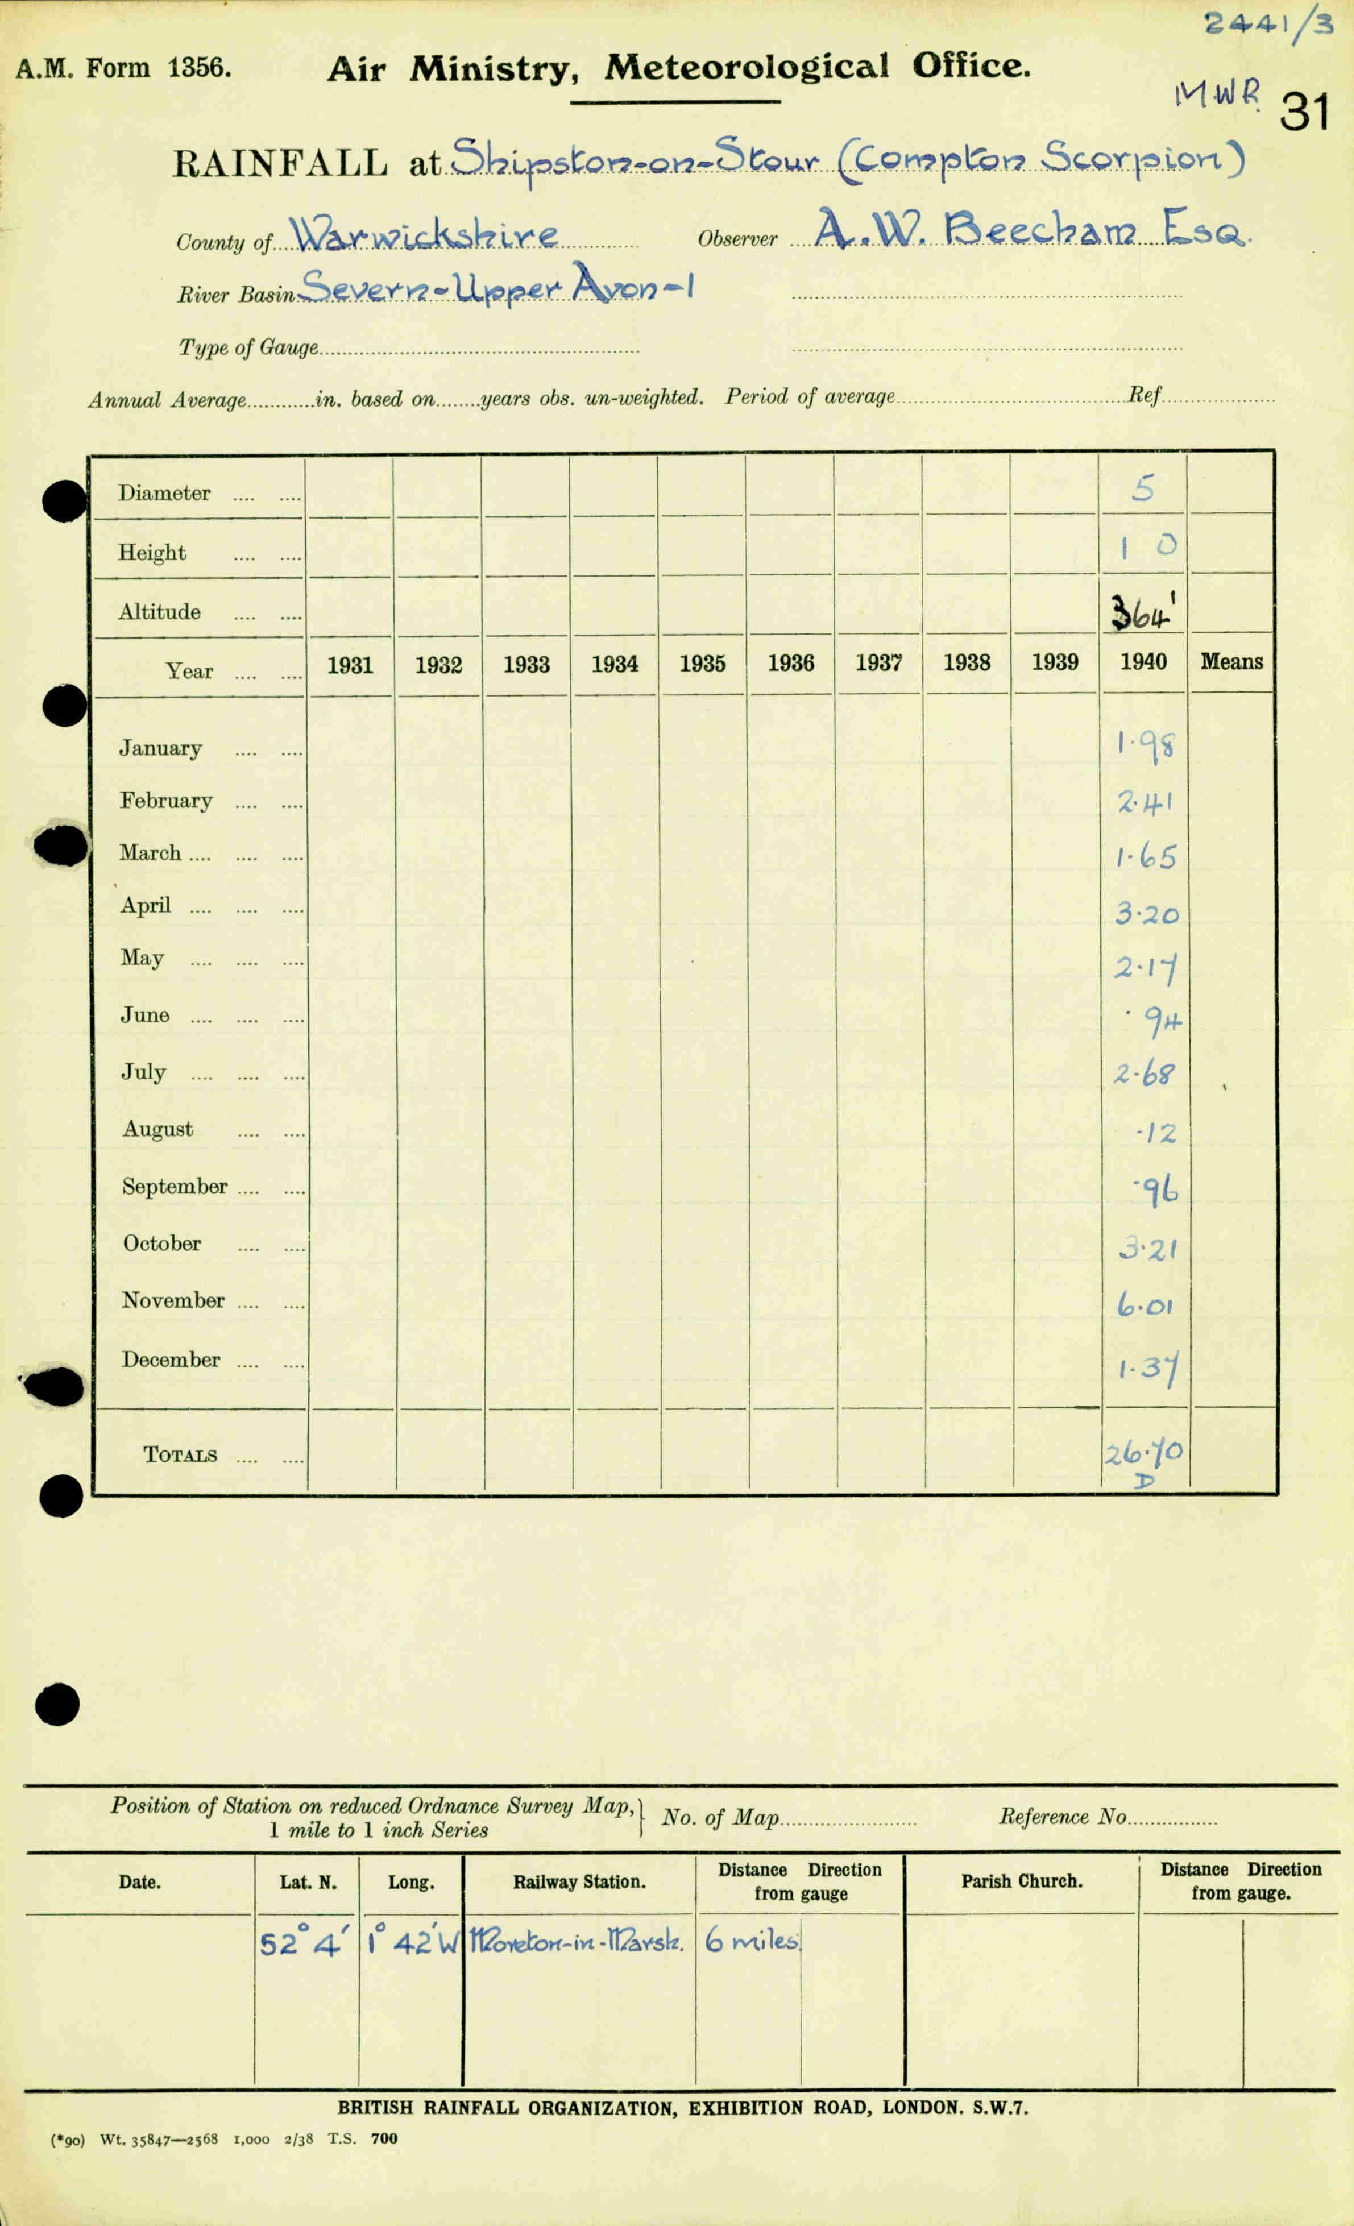 2441/3
A.M. Form 1356. Air Ministry, Meteorological Office.
MWR 31
RAINFALL at Shipston-on-Stour (Compton Scorpion)
County of Warwickshire Observer A.W. Beecham Esq.
River Basin Severn-Upper Avon-1
Type of Gauge
Annual Average in. based on years obs. un-weighted. Period of average Ref.
Diameter 5
Height 1 0
Altitude 364'
Year 1931 1932 1933 1934 1935 1936 1937 1938 1939 1940 Means
January 1.98
February 2.41
March 1.65
April 3.20
May 2.17
June .94
July 2.68
August .12
September .96
October 3.21
November 6.01
December 1.37
TOTALS 26.70
D
Position of Station on reduced Ordnance Survey Map, } No. of Map Reference No.
1 mile to 1 inch Series
Date. Lat. N. Long. Railway Station. Distance Direction from gauge Parish Church. Distance Direction from gauge.
52° 4' 1° 42'W Moreton-in-Marsh. 6 miles
BRITISH RAINFALL ORGANIZATION, EXHIBITION ROAD, LONDON. S.W.7.
(*90) Wt. 35847—2568 1,000 2/38 T.S. 700